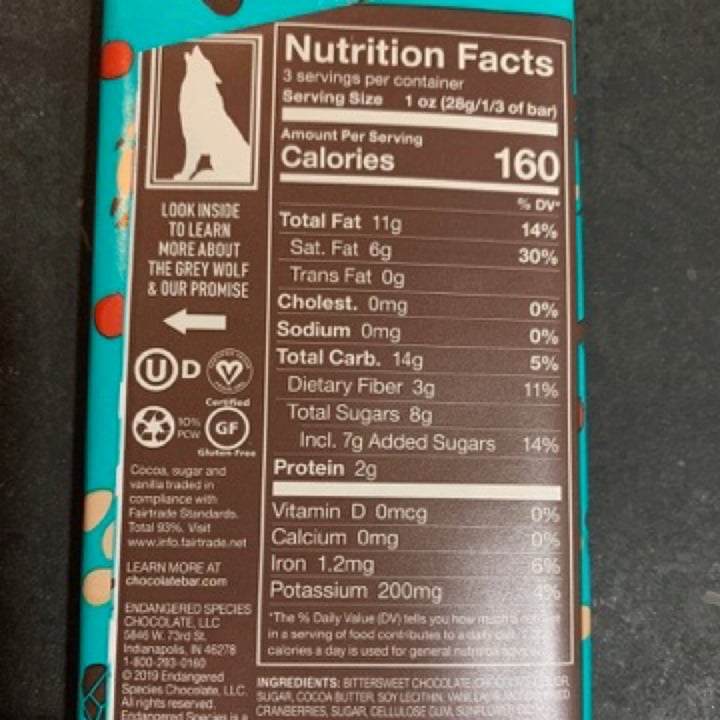 Nutrition Facts
3 servings per container
Serving Size 1 oz (28g/1/3 of bar)
Amount Per Serving
Calories 160
% DV*
Total Fat 11g 14%
Sat. Fat 6g 30%
Trans Fat 0g
Cholest. 0mg 0%
Sodium 0mg 0%
Total Carb. 14g 5%
Dietary Fiber 3g 11%
Total Sugars 8g
Incl. 7g Added Sugars 14%
Protein 2g
Vitamin D 0mcg 0%
Calcium 0mg 0%
Iron 1.2mg 6%
Potassium 200mg 4%
*The % Daily Value (DV) tells you how much a
in a serving of food contributes to a daily diet.
calories a day is used for general nutrition
INGREDIENTS: BITTERSWEET CHOCOLATE,
SUGAR, COCOA BUTTER, SOY LECITHIN,
CRANBERRIES, SUGAR, CELLULOSE GUM, SUNFLOWER
LOOK INSIDE
TO LEARN
MORE ABOUT
THE GREY WOLF
& OUR PROMISE
U D
30%
PCW
Certified
GF
Gluten-Free
Cocoa, sugar and
vanilla traded in
compliance with
Fairtrade Standards.
Total 93%. Visit
www.info.fairtrade.net
LEARN MORE AT
chocolatebar.com
ENDANGERED SPECIES
CHOCOLATE, LLC
5846 W. 73rd St.
Indianapolis, IN 46278
1-800-293-0160
© 2019 Endangered
Species Chocolate, LLC.
All rights reserved.
Endangered Species is a